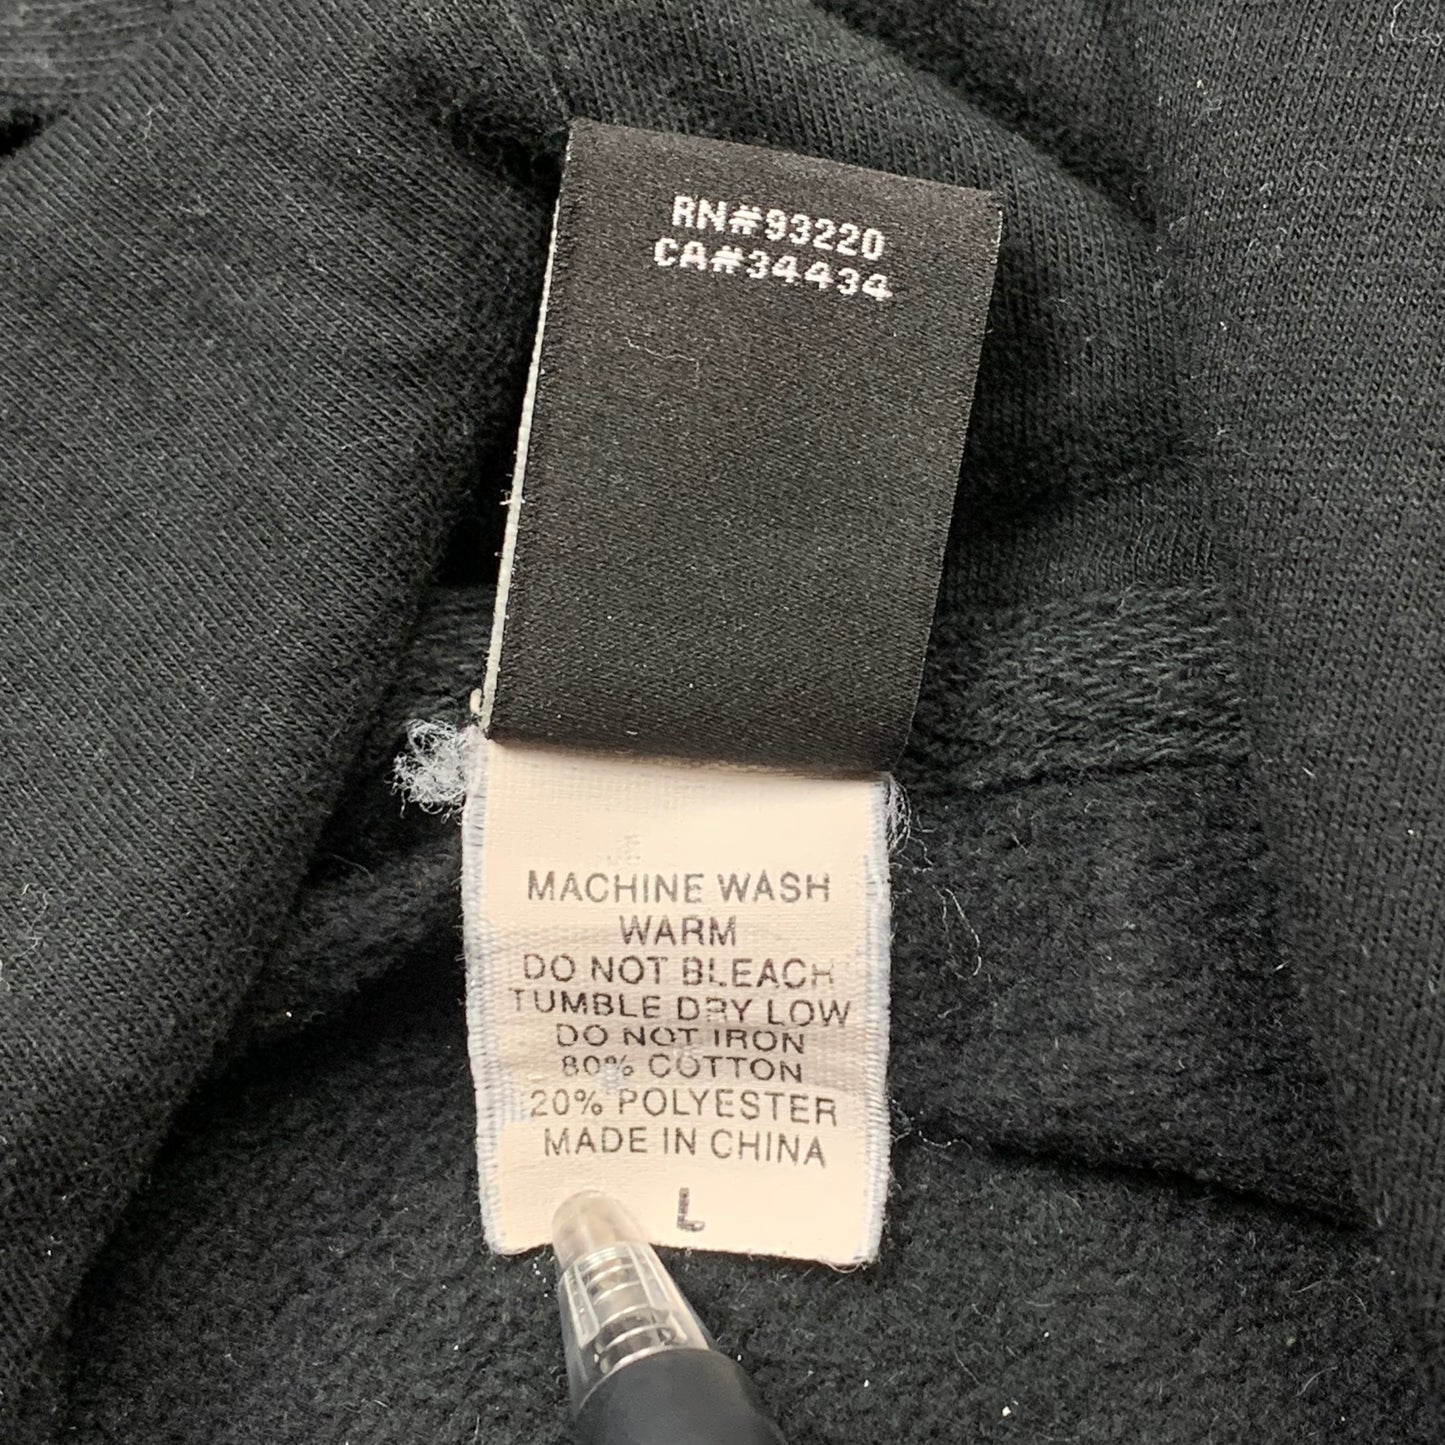 RN#93220
CA#34434
MACHINE WASH
WARM
DO NOT BLEACH
TUMBLE DRY LOW
DO NOT IRON
80% COTTON
20% POLYESTER
MADE IN CHINA
L